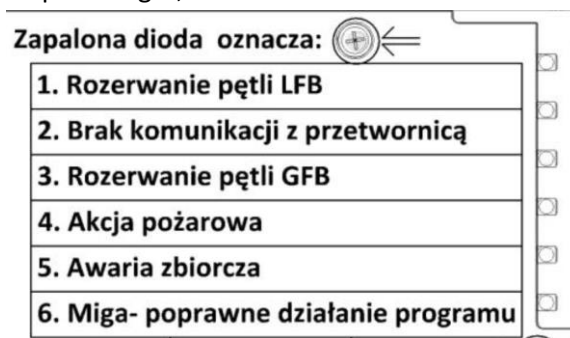 Zapalona dioda oznacza:
1. Rozerwanie pętli LFB
2. Brak komunikacji z przetwornicą
3. Rozerwanie pętli GFB
4. Akcja pożarowa
5. Awaria zbiorcza
6. Miga- poprawne działanie programu